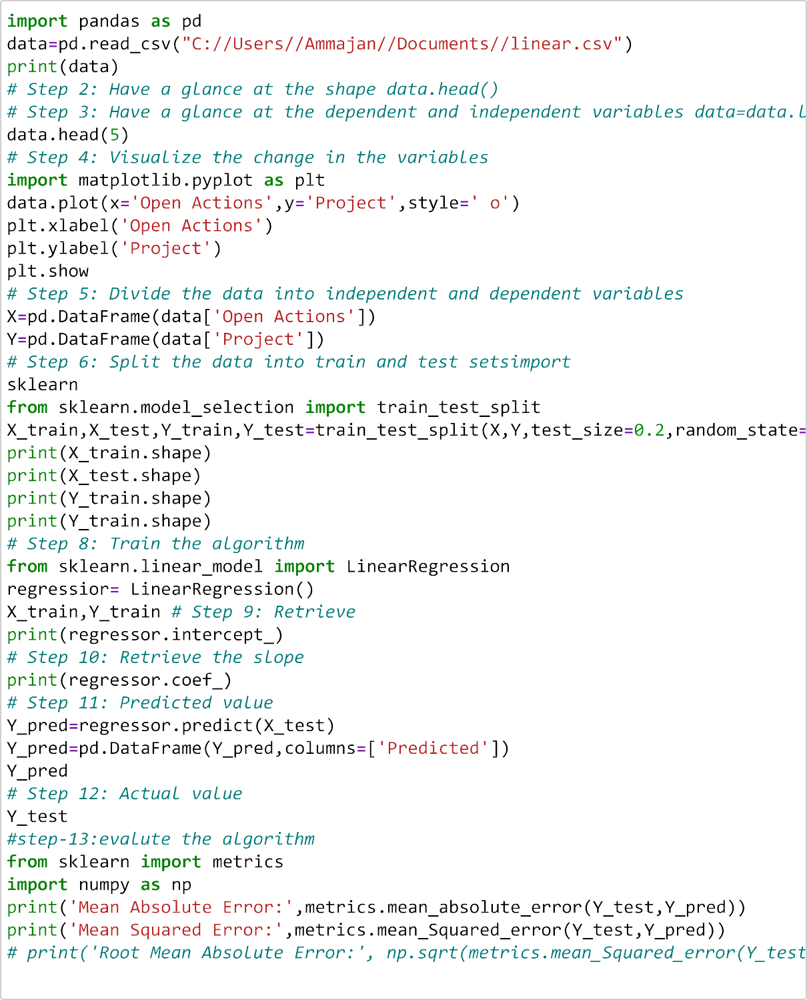 import pandas as pd
data=pd.read_csv("C://Users//Ammajan//Documents//linear.csv")
print(data)
# Step 2: Have a glance at the shape data.head()
# Step 3: Have a glance at the dependent and independent variables data=data.l
data.head(5)
# Step 4: Visualize the change in the variables
import matplotlib.pyplot as plt
data.plot(x='Open Actions',y='Project',style=' o')
plt.xlabel('Open Actions')
plt.ylabel('Project')
plt.show
# Step 5: Divide the data into independent and dependent variables
X=pd.DataFrame(data['Open Actions'])
Y=pd.DataFrame(data['Project'])
# Step 6: Split the data into train and test setsimport
sklearn
from sklearn.model_selection import train_test_split
X_train,X_test,Y_train,Y_test=train_test_split(X,Y,test_size=0.2,random_state=
print(X_train.shape)
print(X_test.shape)
print(Y_train.shape)
print(Y_train.shape)
# Step 8: Train the algorithm
from sklearn.linear_model import LinearRegression
regressior= LinearRegression()
X_train,Y_train # Step 9: Retrieve
print(regressor.intercept_)
# Step 10: Retrieve the slope
print(regressor.coef_)
# Step 11: Predicted value
Y_pred=regressor.predict(X_test)
Y_pred=pd.DataFrame(Y_pred,columns=['Predicted'])
Y_pred
# Step 12: Actual value
Y_test
#step-13:evalute the algorithm
from sklearn import metrics
import numpy as np
print('Mean Absolute Error:',metrics.mean_absolute_error(Y_test,Y_pred))
print('Mean Squared Error:',metrics.mean_Squared_error(Y_test,Y_pred))
# print('Root Mean Absolute Error:', np.sqrt(metrics.mean_Squared_error(Y_test